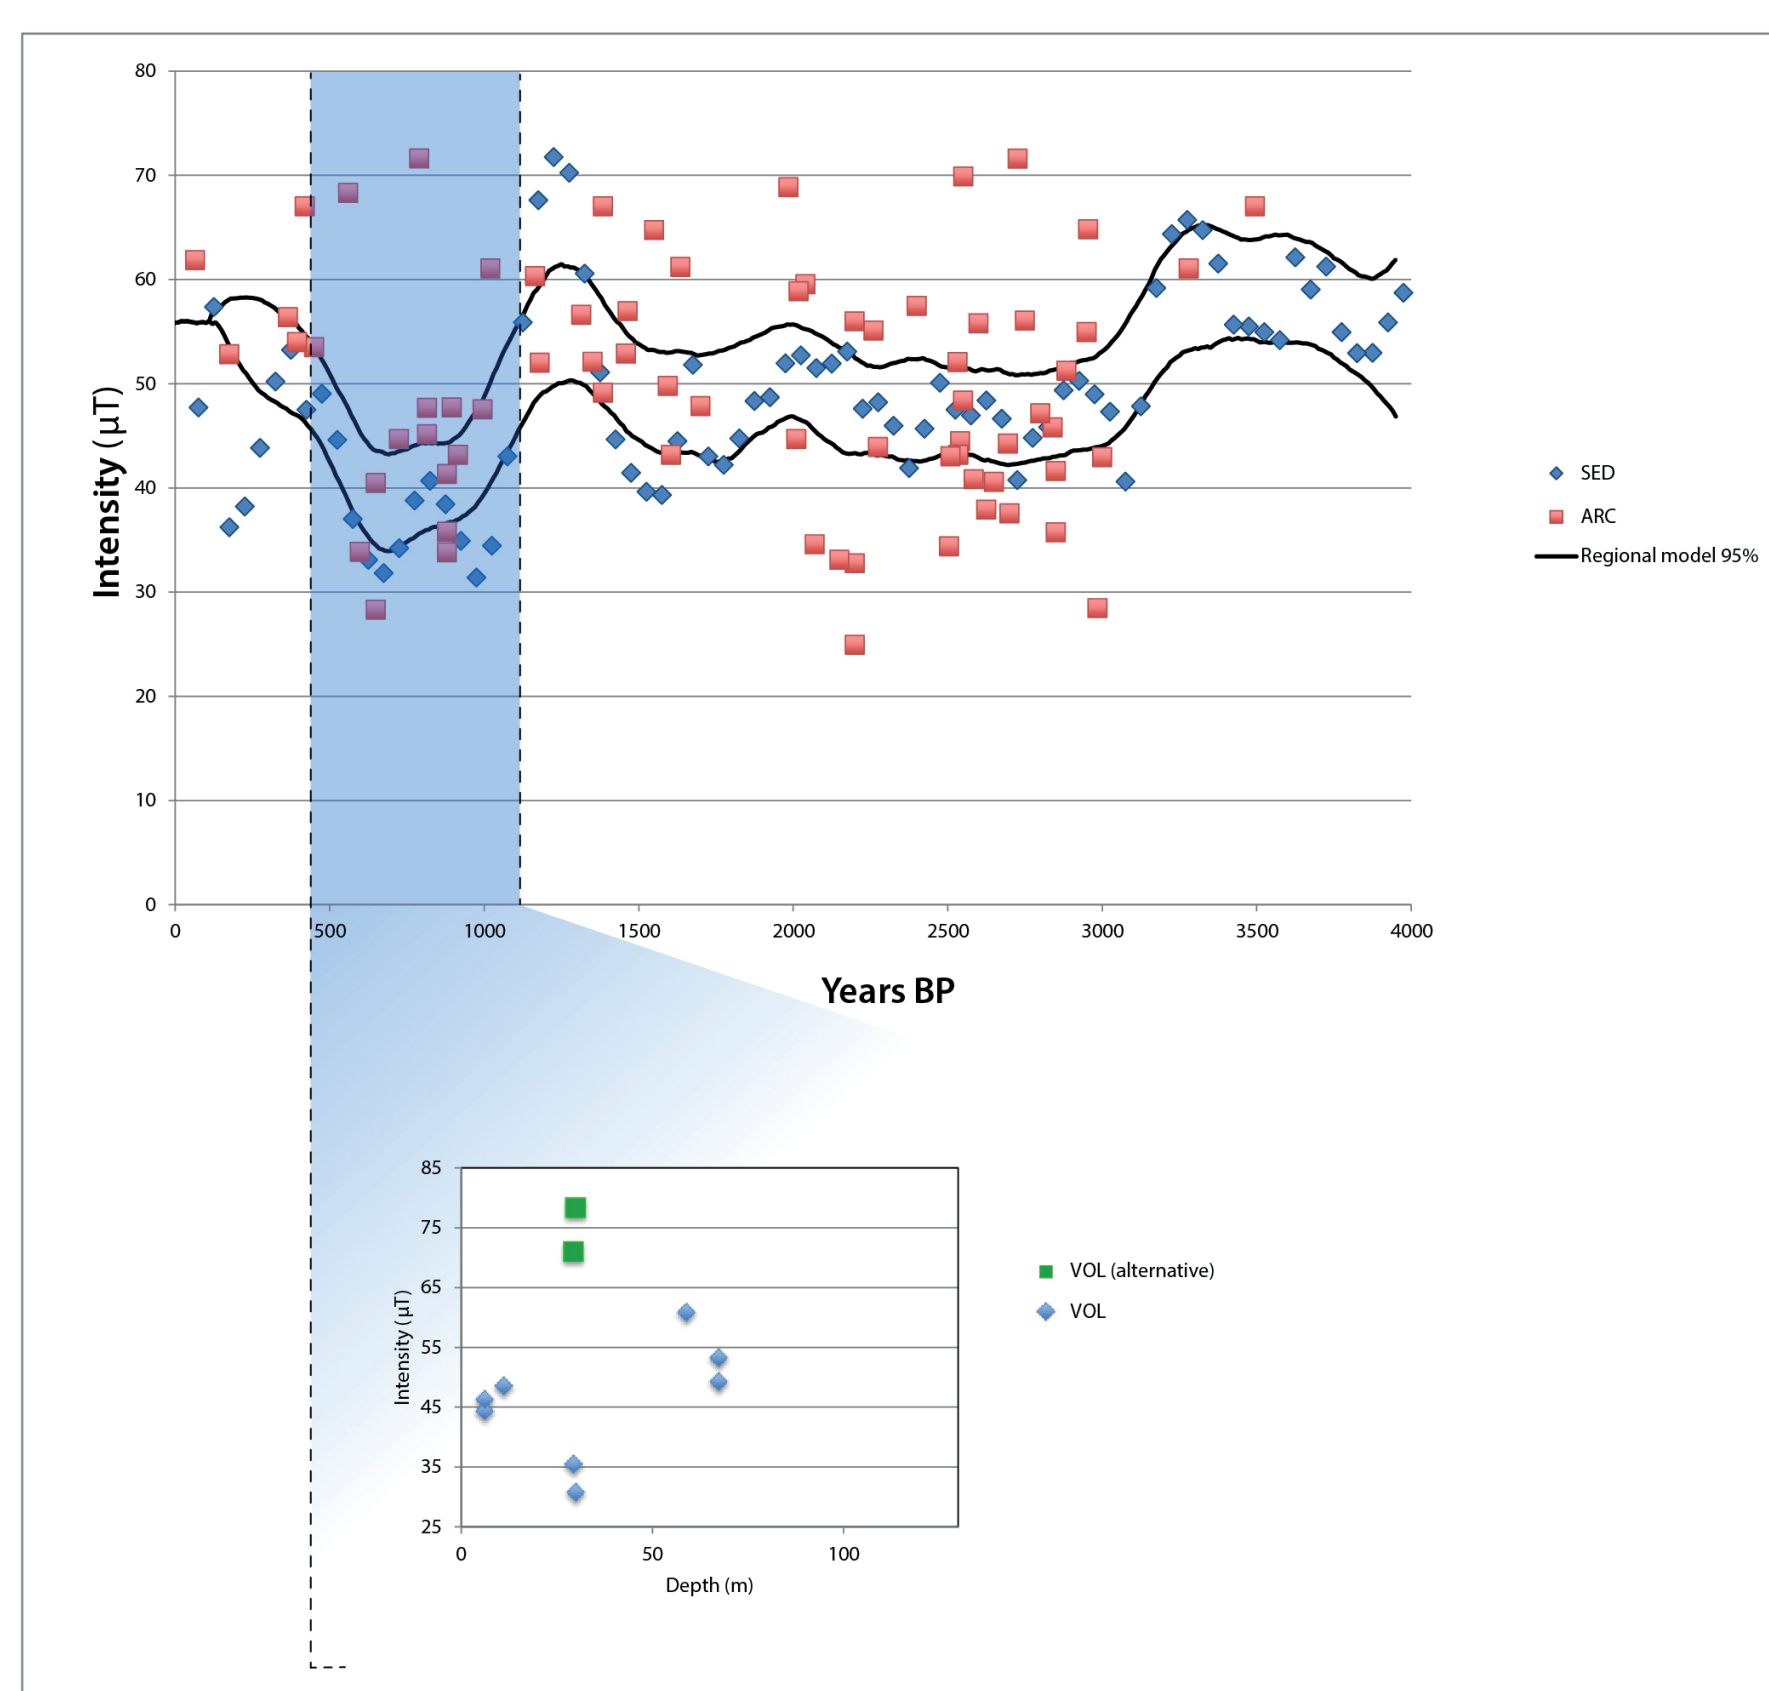 80
70
60
50
40
30
20
10
0
Intensity (µT)
0 500 1000 1500 2000 2500 3000 3500 4000
Years BP
SED
ARC
Regional model 95%
85
75
65
55
45
35
25
Intensity (µT)
0 50 100
Depth (m)
VOL (alternative)
VOL